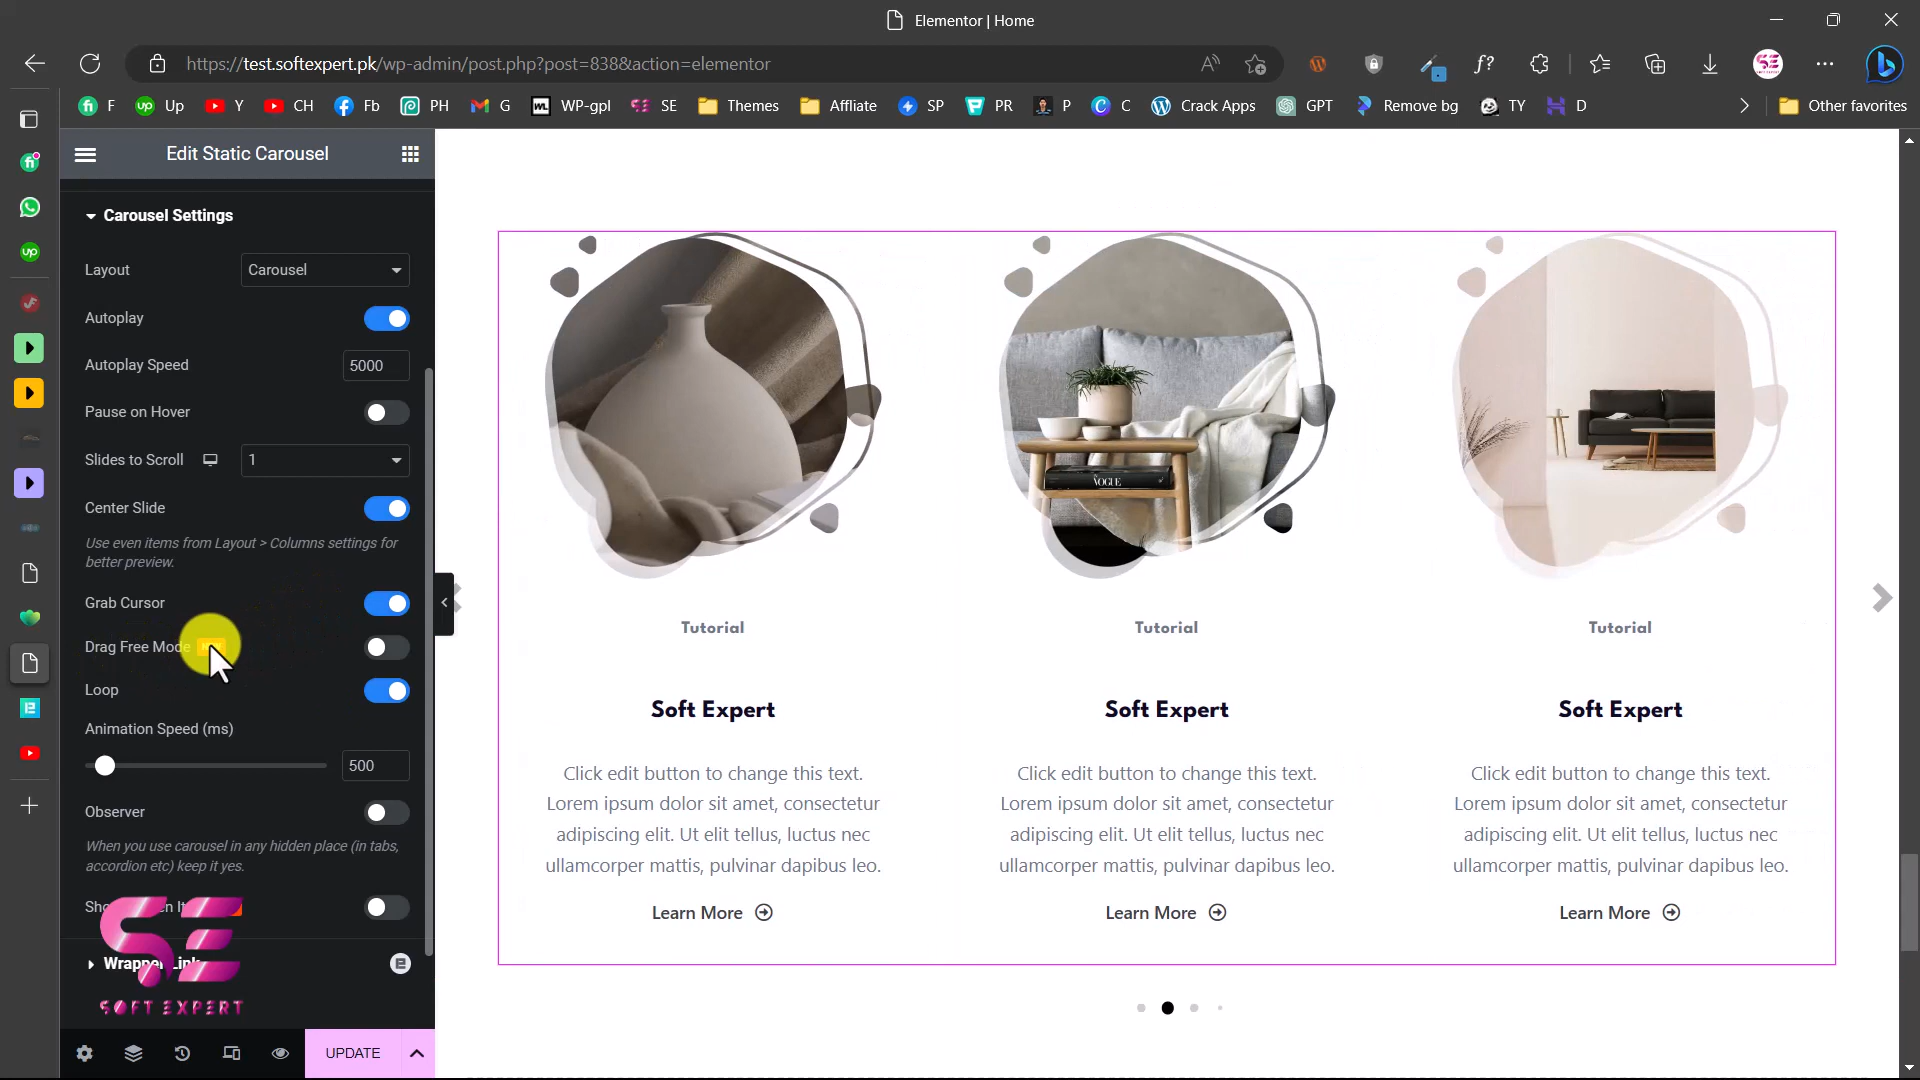 Elementor | Home
https://test.softexpert.pk/wp-admin/post.php?post=838&action=elementor
F Up Y CH Fb PH G WP-gpl SE Themes Affliate SP PR P C Crack Apps GPT Remove bg TY D Other favorites
Edit Static Carousel
Carousel Settings
Layout Carousel
Autoplay
Autoplay Speed 5000
Pause on Hover
Slides to Scroll 1
Center Slide
Use even items from Layout > Columns settings for
better preview.
Grab Cursor
Drag Free Mode
Loop
Animation Speed (ms)
500
Observer
When you use carousel in any hidden place (in tabs,
accordion etc) keep it yes.
Wrapper Link
SE
SOFT EXPERT
UPDATE
VOGUE
Tutorial Tutorial Tutorial
Soft Expert Soft Expert Soft Expert
Click edit button to change this text.
Lorem ipsum dolor sit amet, consectetur
adipiscing elit. Ut elit tellus, luctus nec
ullamcorper mattis, pulvinar dapibus leo.
Learn More
Click edit button to change this text.
Lorem ipsum dolor sit amet, consectetur
adipiscing elit. Ut elit tellus, luctus nec
ullamcorper mattis, pulvinar dapibus leo.
Learn More
Click edit button to change this text.
Lorem ipsum dolor sit amet, consectetur
adipiscing elit. Ut elit tellus, luctus nec
ullamcorper mattis, pulvinar dapibus leo.
Learn More